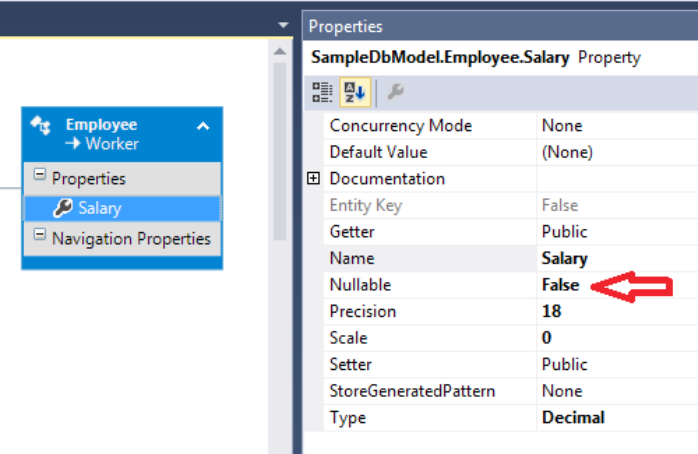 Employee
→ Worker
Properties
Salary
Navigation Properties
Properties
SampleDbModel.Employee.Salary Property
Concurrency Mode None
Default Value (None)
Documentation
Entity Key False
Getter Public
Name Salary
Nullable False
Precision 18
Scale 0
Setter Public
StoreGeneratedPattern None
Type Decimal